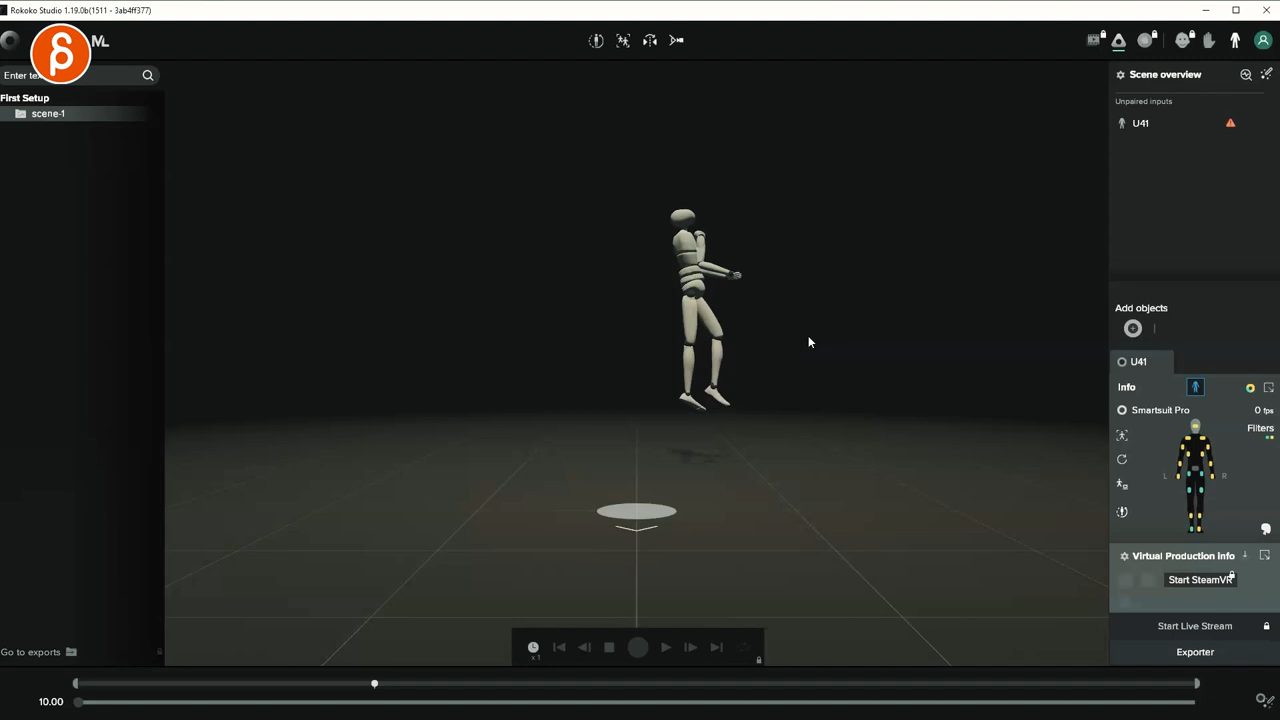 Rokoko Studio 1.19.0b(1511 - 3ab4ff377)
ML
Enter te
First Setup
scene-1
Go to exports
x 1
10.00
Scene overview
Unpaired inputs
U41
Add objects
U41
Info
Smartsuit Pro
0 fps
Filters
L
R
Virtual Production Info
Start SteamVR
Start Live Stream
Exporter